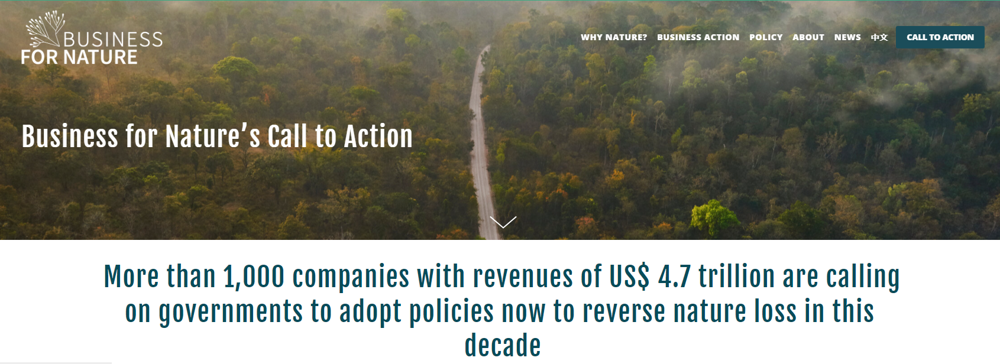 BUSINESS
FOR NATURE
WHY NATURE? BUSINESS ACTION POLICY ABOUT NEWS 中文 CALL TO ACTION
Business for Nature’s Call to Action
More than 1,000 companies with revenues of US$ 4.7 trillion are calling
on governments to adopt policies now to reverse nature loss in this
decade